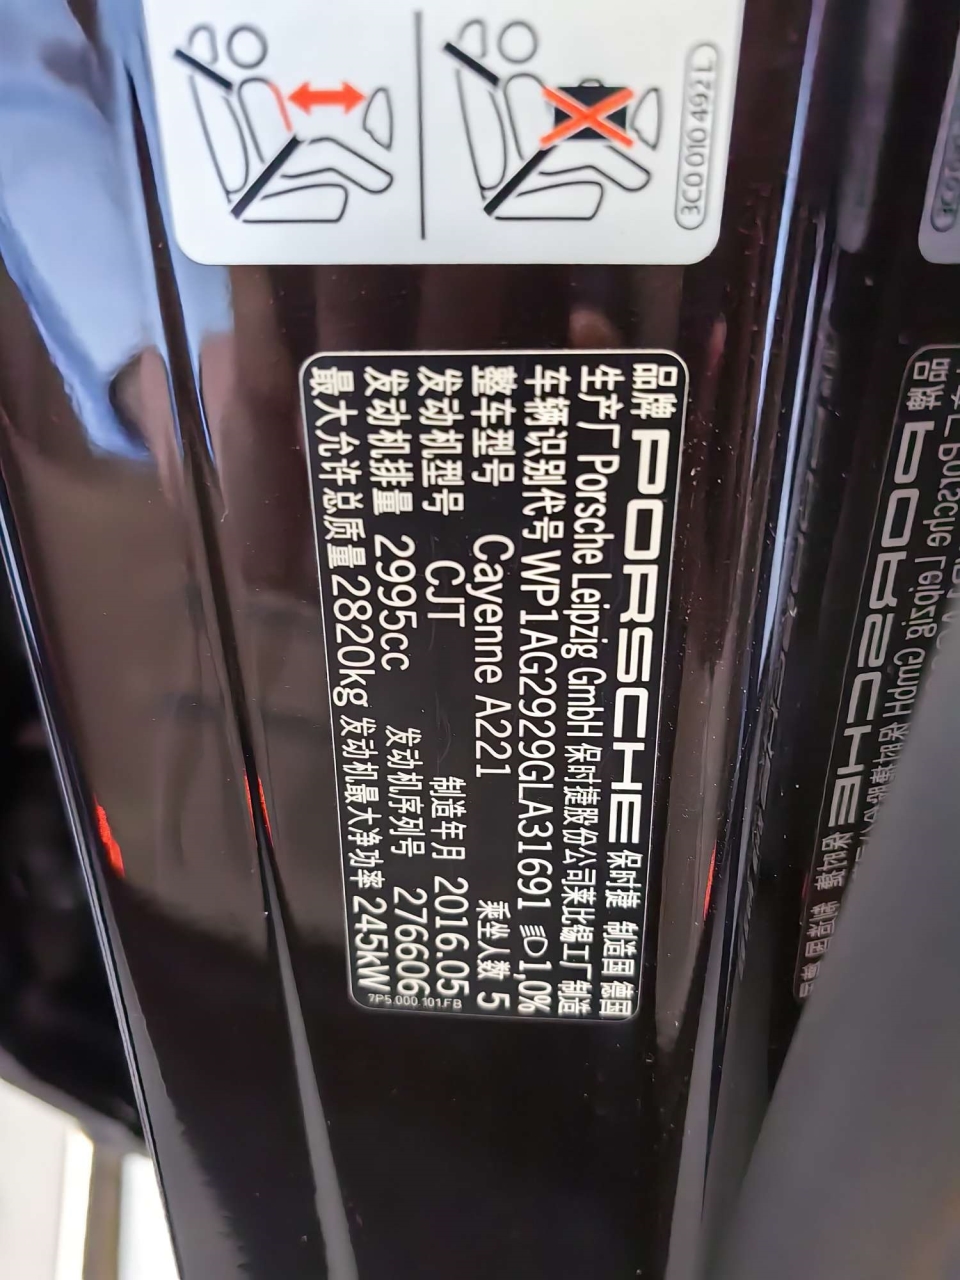 3C0 010 492 L
品牌 PORSCHE 保时捷 制造国 德国
生产厂 Porsche Leipzig GmbH 保时捷股份公司莱比锡工厂制造
车辆识别代号 WP1AG2929GLA31691 1,0%
整车型号 Cayenne A221 乘坐人数 5
发动机型号 CJT 制造年月 2016.05
发动机排量 2995cc 发动机序列号 276606
最大允许总质量 2820kg 发动机最大净功率 245kW
7P5.000.101.FB